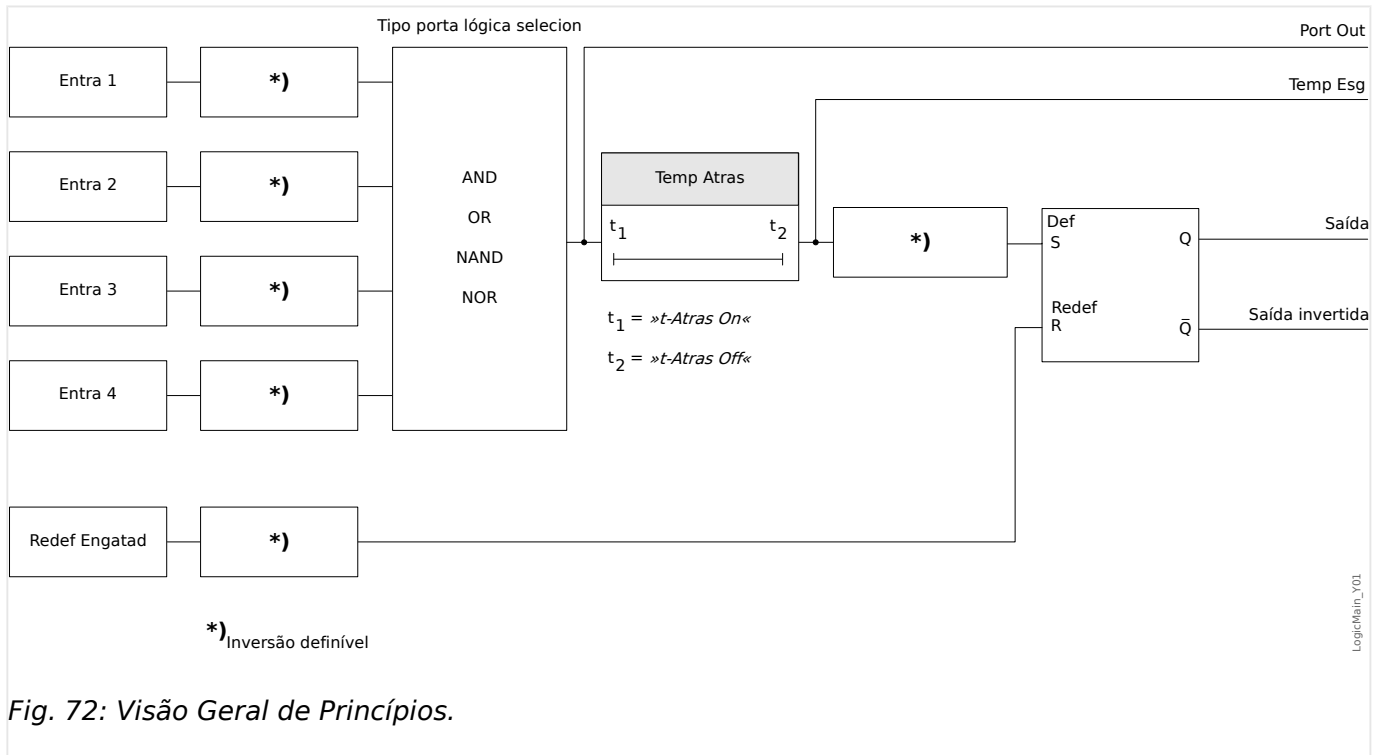 Tipo porta lógica selecion
Port Out
Entra 1
*)
Temp Esg
Entra 2
*)
AND
OR
NAND
NOR
Temp Atras
t1
t2
*)
Def
S
Q
Saída
Entra 3
*)
Redef
R
Q̅
Saída invertida
t1 = »t-Atras On«
t2 = »t-Atras Off«
Entra 4
*)
Redef Engatad
*)
*) Inversão definível
LogicMain_Y01
Fig. 72: Visão Geral de Princípios.